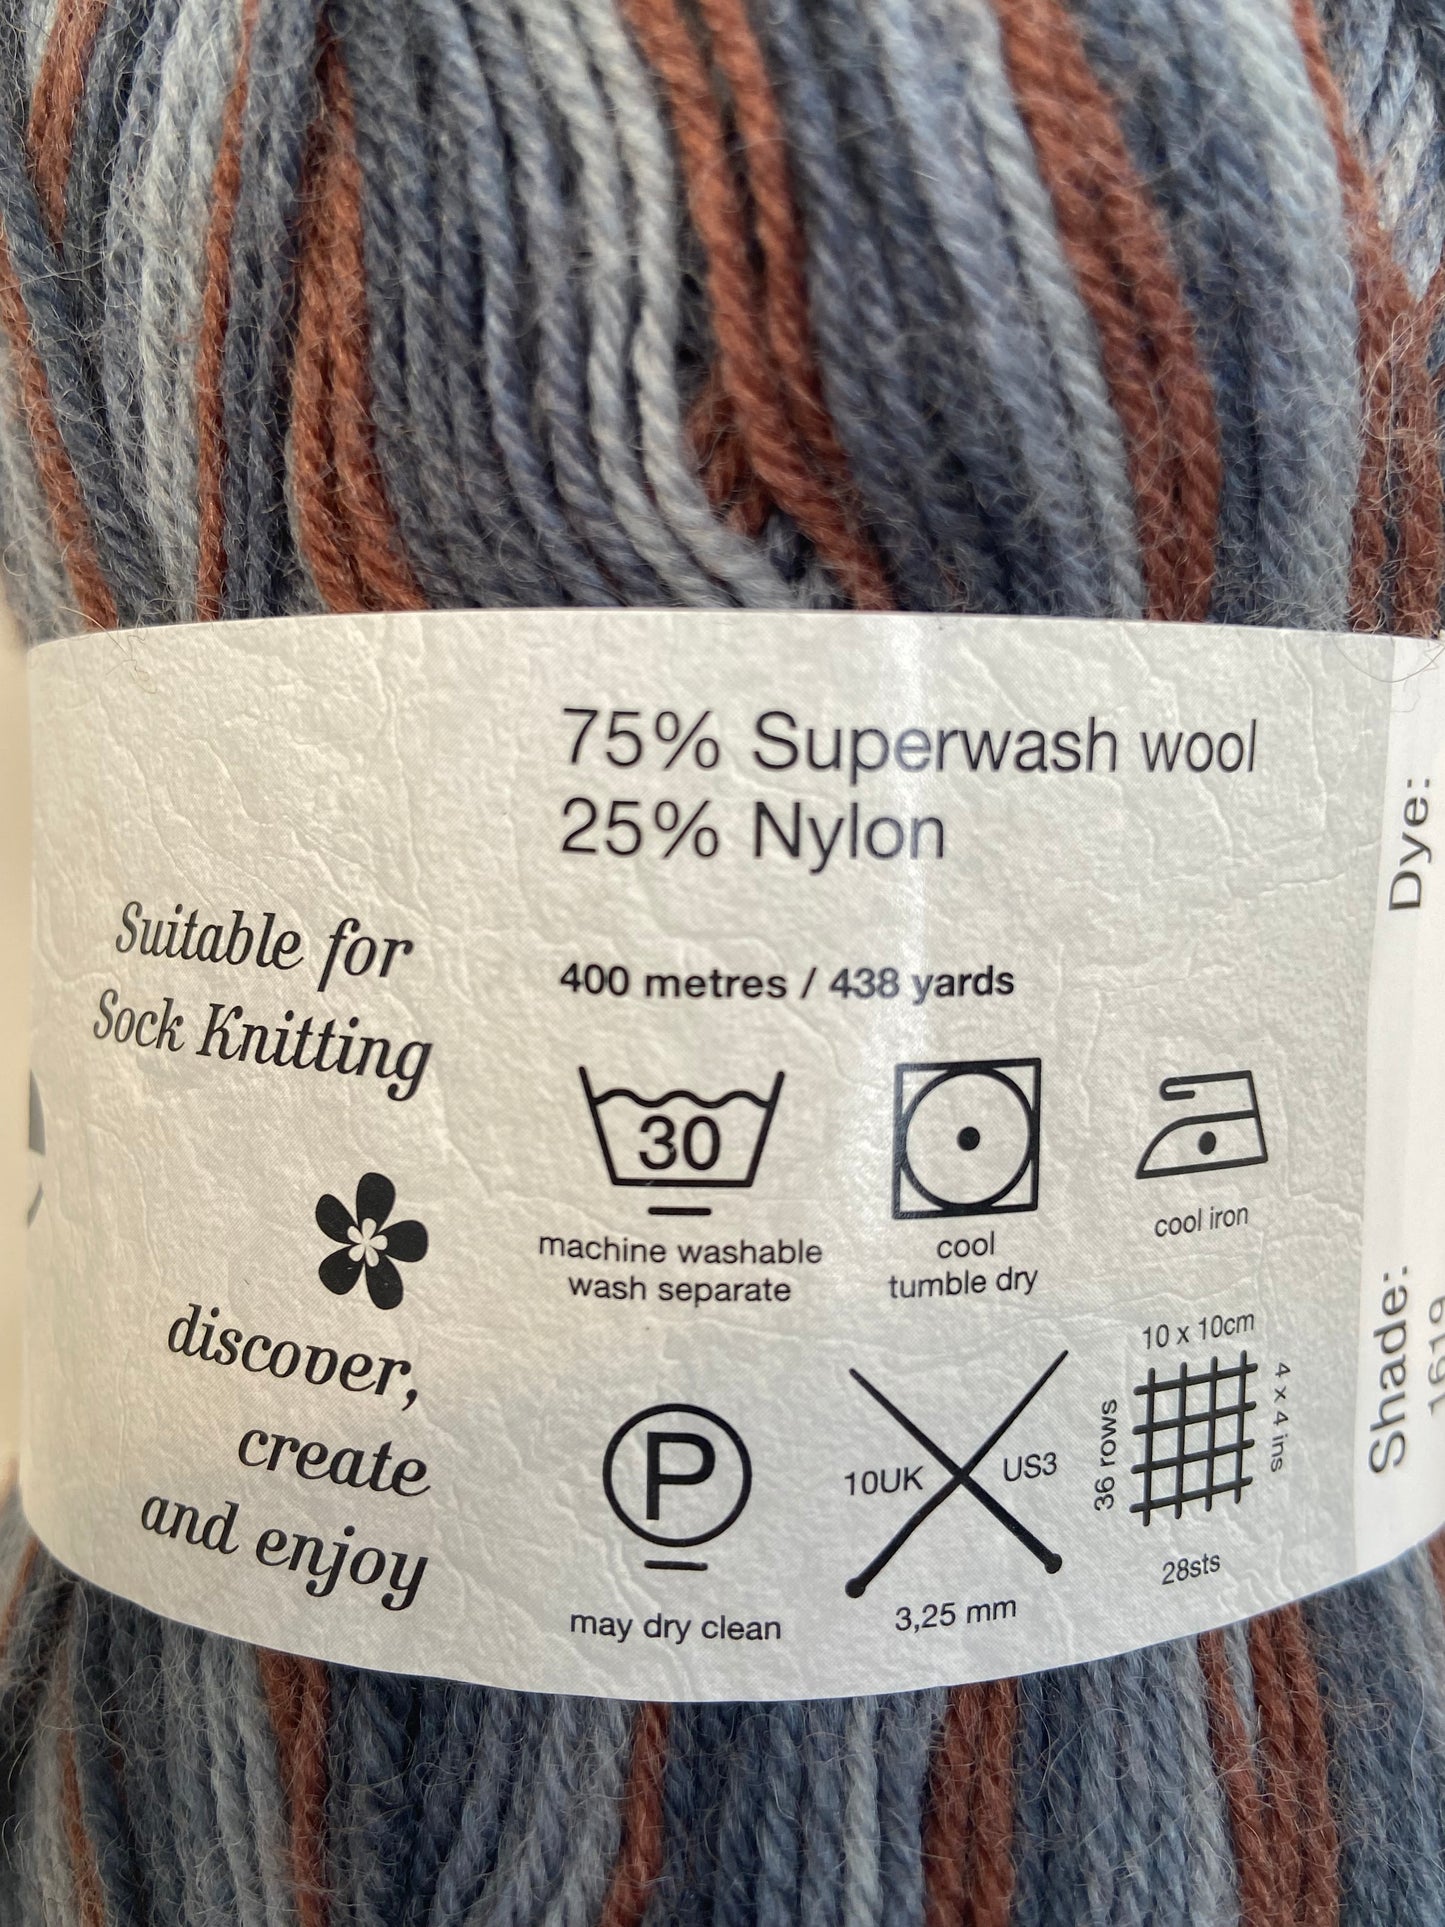 75% Superwash wool
25% Nylon
Suitable for
Sock Knitting
400 metres / 438 yards
30
machine washable
wash separate
cool
tumble dry
cool iron
discover,
create
and enjoy
P
may dry clean
10UK
US3
3,25 mm
10 x 10cm
4 x 4 ins
36 rows
28sts
Dye:
Shade: